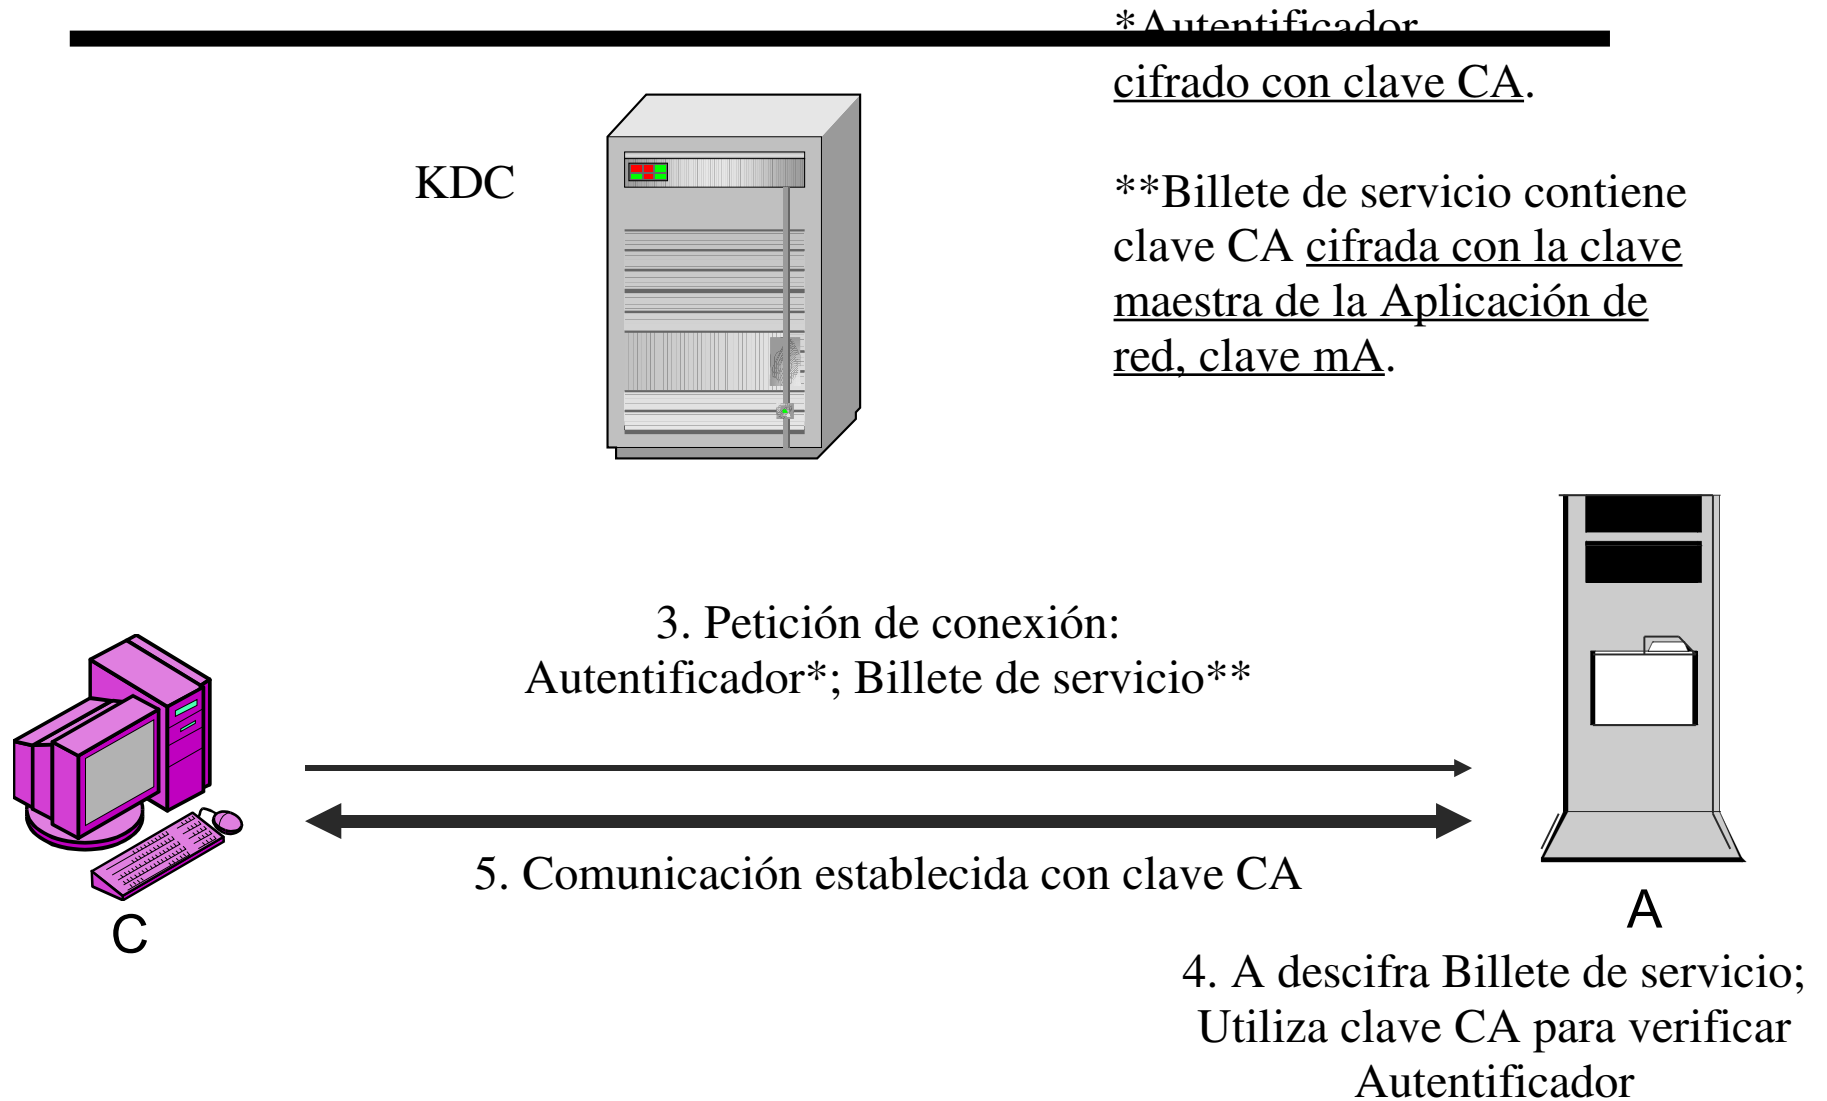 *Autentificador
cifrado con clave CA.
KDC
**Billete de servicio contiene
clave CA cifrada con la clave
maestra de la Aplicación de
red, clave mA.
3. Petición de conexión:
Autentificador*; Billete de servicio**
5. Comunicación establecida con clave CA
C
A
4. A descifra Billete de servicio;
Utiliza clave CA para verificar
Autentificador